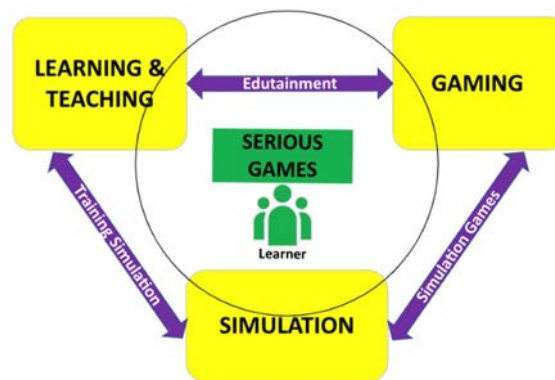 LEARNING &
TEACHING
Edutainment
GAMING
SERIOUS
GAMES
Learner
Training Simulation
Simulation Games
SIMULATION